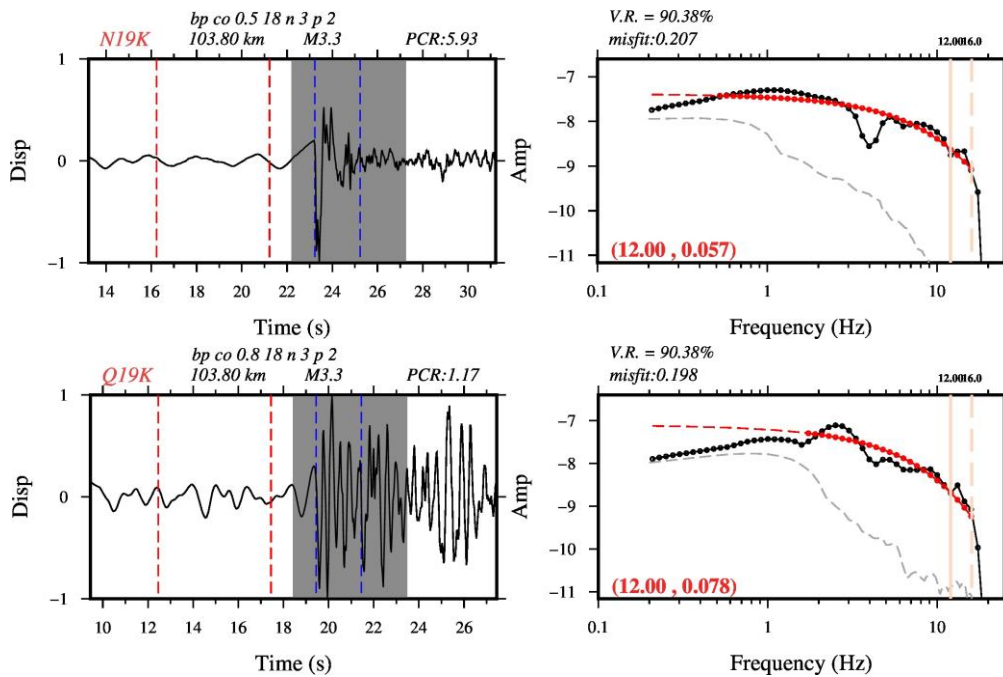 bp co 0.5 18 n 3 p 2
N19K 103.80 km M3.3 PCR:5.93
Disp
1
0
−1
14 16 18 20 22 24 26 28 30
Time (s)
V.R. = 90.38%
misfit:0.207
12.0016.0
Amp
−7
−8
−9
−10
−11
(12.00 , 0.057)
0.1 1 10
Frequency (Hz)
bp co 0.8 18 n 3 p 2
Q19K 103.80 km M3.3 PCR:1.17
Disp
1
0
−1
10 12 14 16 18 20 22 24 26
Time (s)
V.R. = 90.38%
misfit:0.198
12.0016.0
Amp
−7
−8
−9
−10
−11
(12.00 , 0.078)
0.1 1 10
Frequency (Hz)